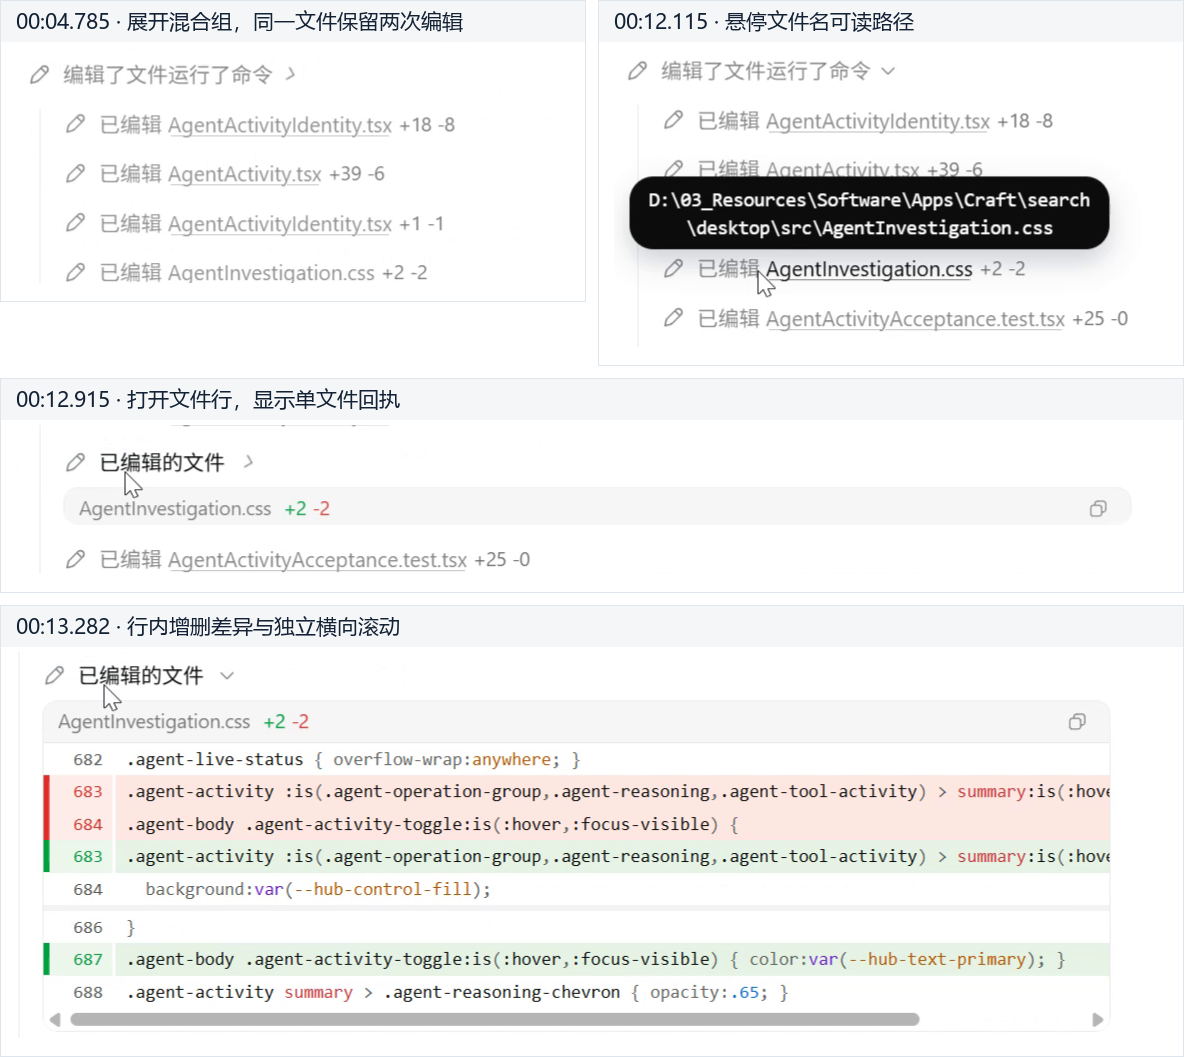 00:04.785 · 展开混合组，同一文件保留两次编辑
编辑了文件运行了命令
已编辑 AgentActivityIdentity.tsx +18 -8
已编辑 AgentActivity.tsx +39 -6
已编辑 AgentActivityIdentity.tsx +1 -1
已编辑 AgentInvestigation.css +2 -2
00:12.115 · 悬停文件名可读路径
编辑了文件运行了命令
已编辑 AgentActivityIdentity.tsx +18 -8
已编辑 AgentActivity.tsx +39 -6
D:\03_Resources\Software\Apps\Craft\search
\desktop\src\AgentInvestigation.css
已编辑 AgentInvestigation.css +2 -2
已编辑 AgentActivityAcceptance.test.tsx +25 -0
00:12.915 · 打开文件行，显示单文件回执
已编辑的文件
AgentInvestigation.css +2 -2
已编辑 AgentActivityAcceptance.test.tsx +25 -0
00:13.282 · 行内增删差异与独立横向滚动
已编辑的文件
AgentInvestigation.css +2 -2
682 .agent-live-status { overflow-wrap:anywhere; }
683 .agent-activity :is(.agent-operation-group,.agent-reasoning,.agent-tool-activity) > summary:is(:hove
684 .agent-body .agent-activity-toggle:is(:hover,:focus-visible) {
683 .agent-activity :is(.agent-operation-group,.agent-reasoning,.agent-tool-activity) > summary:is(:hove
684 background:var(--hub-control-fill);
686 }
687 .agent-body .agent-activity-toggle:is(:hover,:focus-visible) { color:var(--hub-text-primary); }
688 .agent-activity summary > .agent-reasoning-chevron { opacity:.65; }